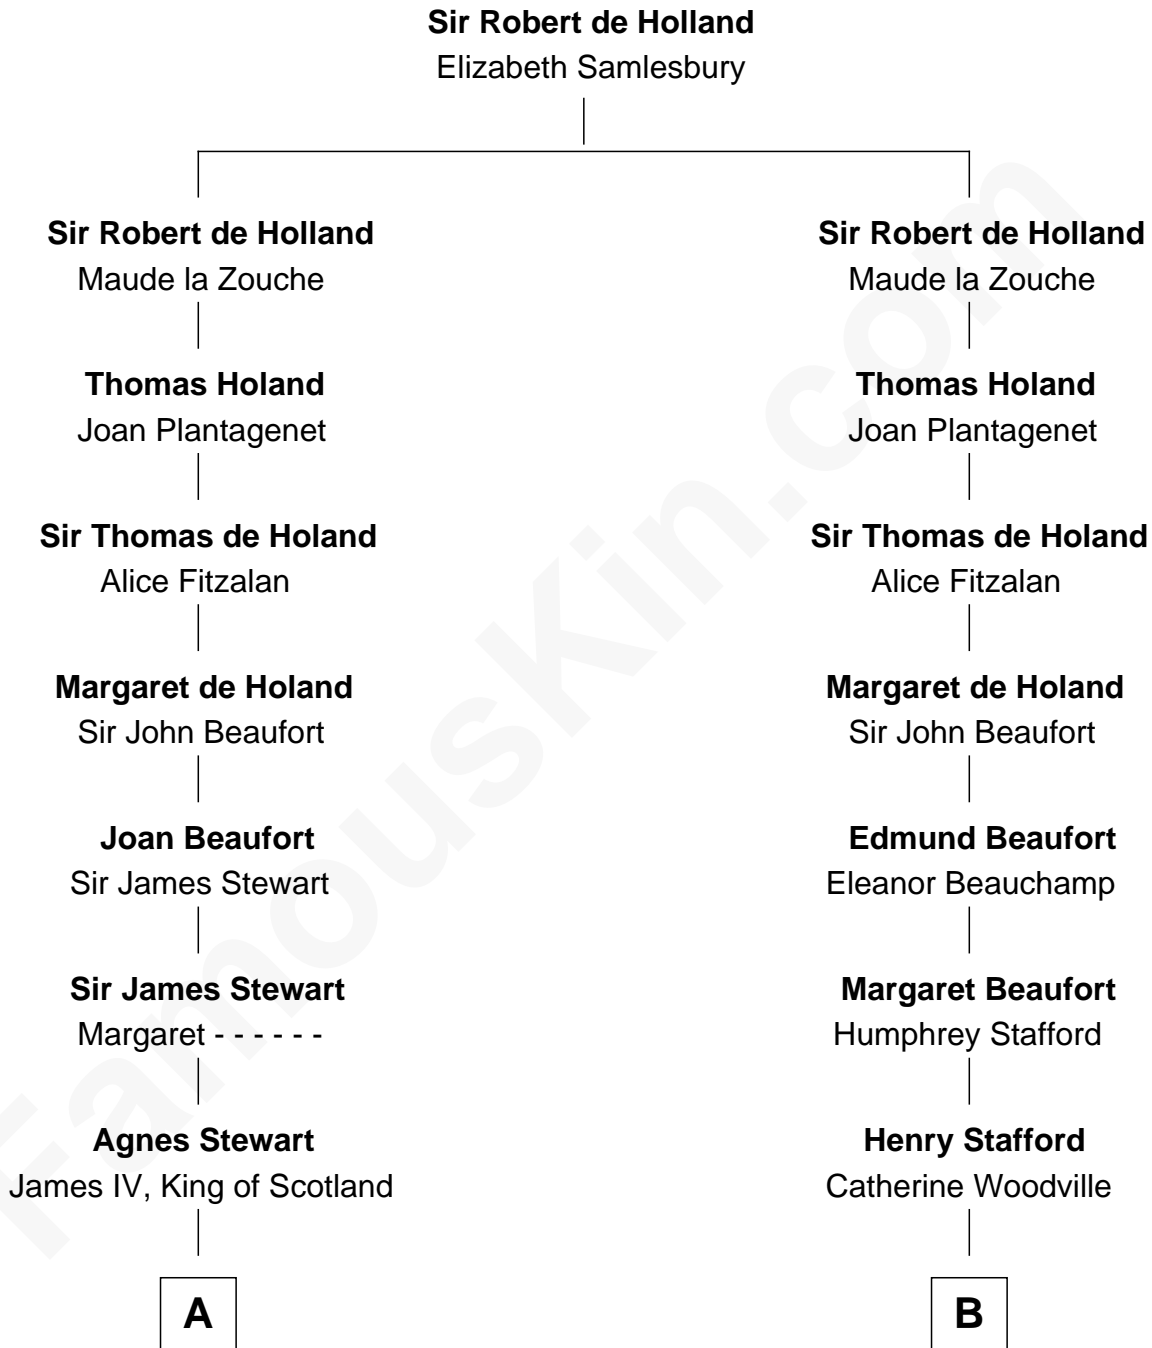 Sir Robert de Holland
Elizabeth Samlesbury
Sir Robert de Holland
Maude la Zouche
Thomas Holand
Joan Plantagenet
Sir Thomas de Holand
Alice Fitzalan
Margaret de Holand
Sir John Beaufort
Joan Beaufort
Sir James Stewart
Sir James Stewart
Margaret - - - - - -
Agnes Stewart
James IV, King of Scotland
A
Sir Robert de Holland
Maude la Zouche
Thomas Holand
Joan Plantagenet
Sir Thomas de Holand
Alice Fitzalan
Margaret de Holand
Sir John Beaufort
Edmund Beaufort
Eleanor Beauchamp
Margaret Beaufort
Humphrey Stafford
Henry Stafford
Catherine Woodville
B
FamousKin.com